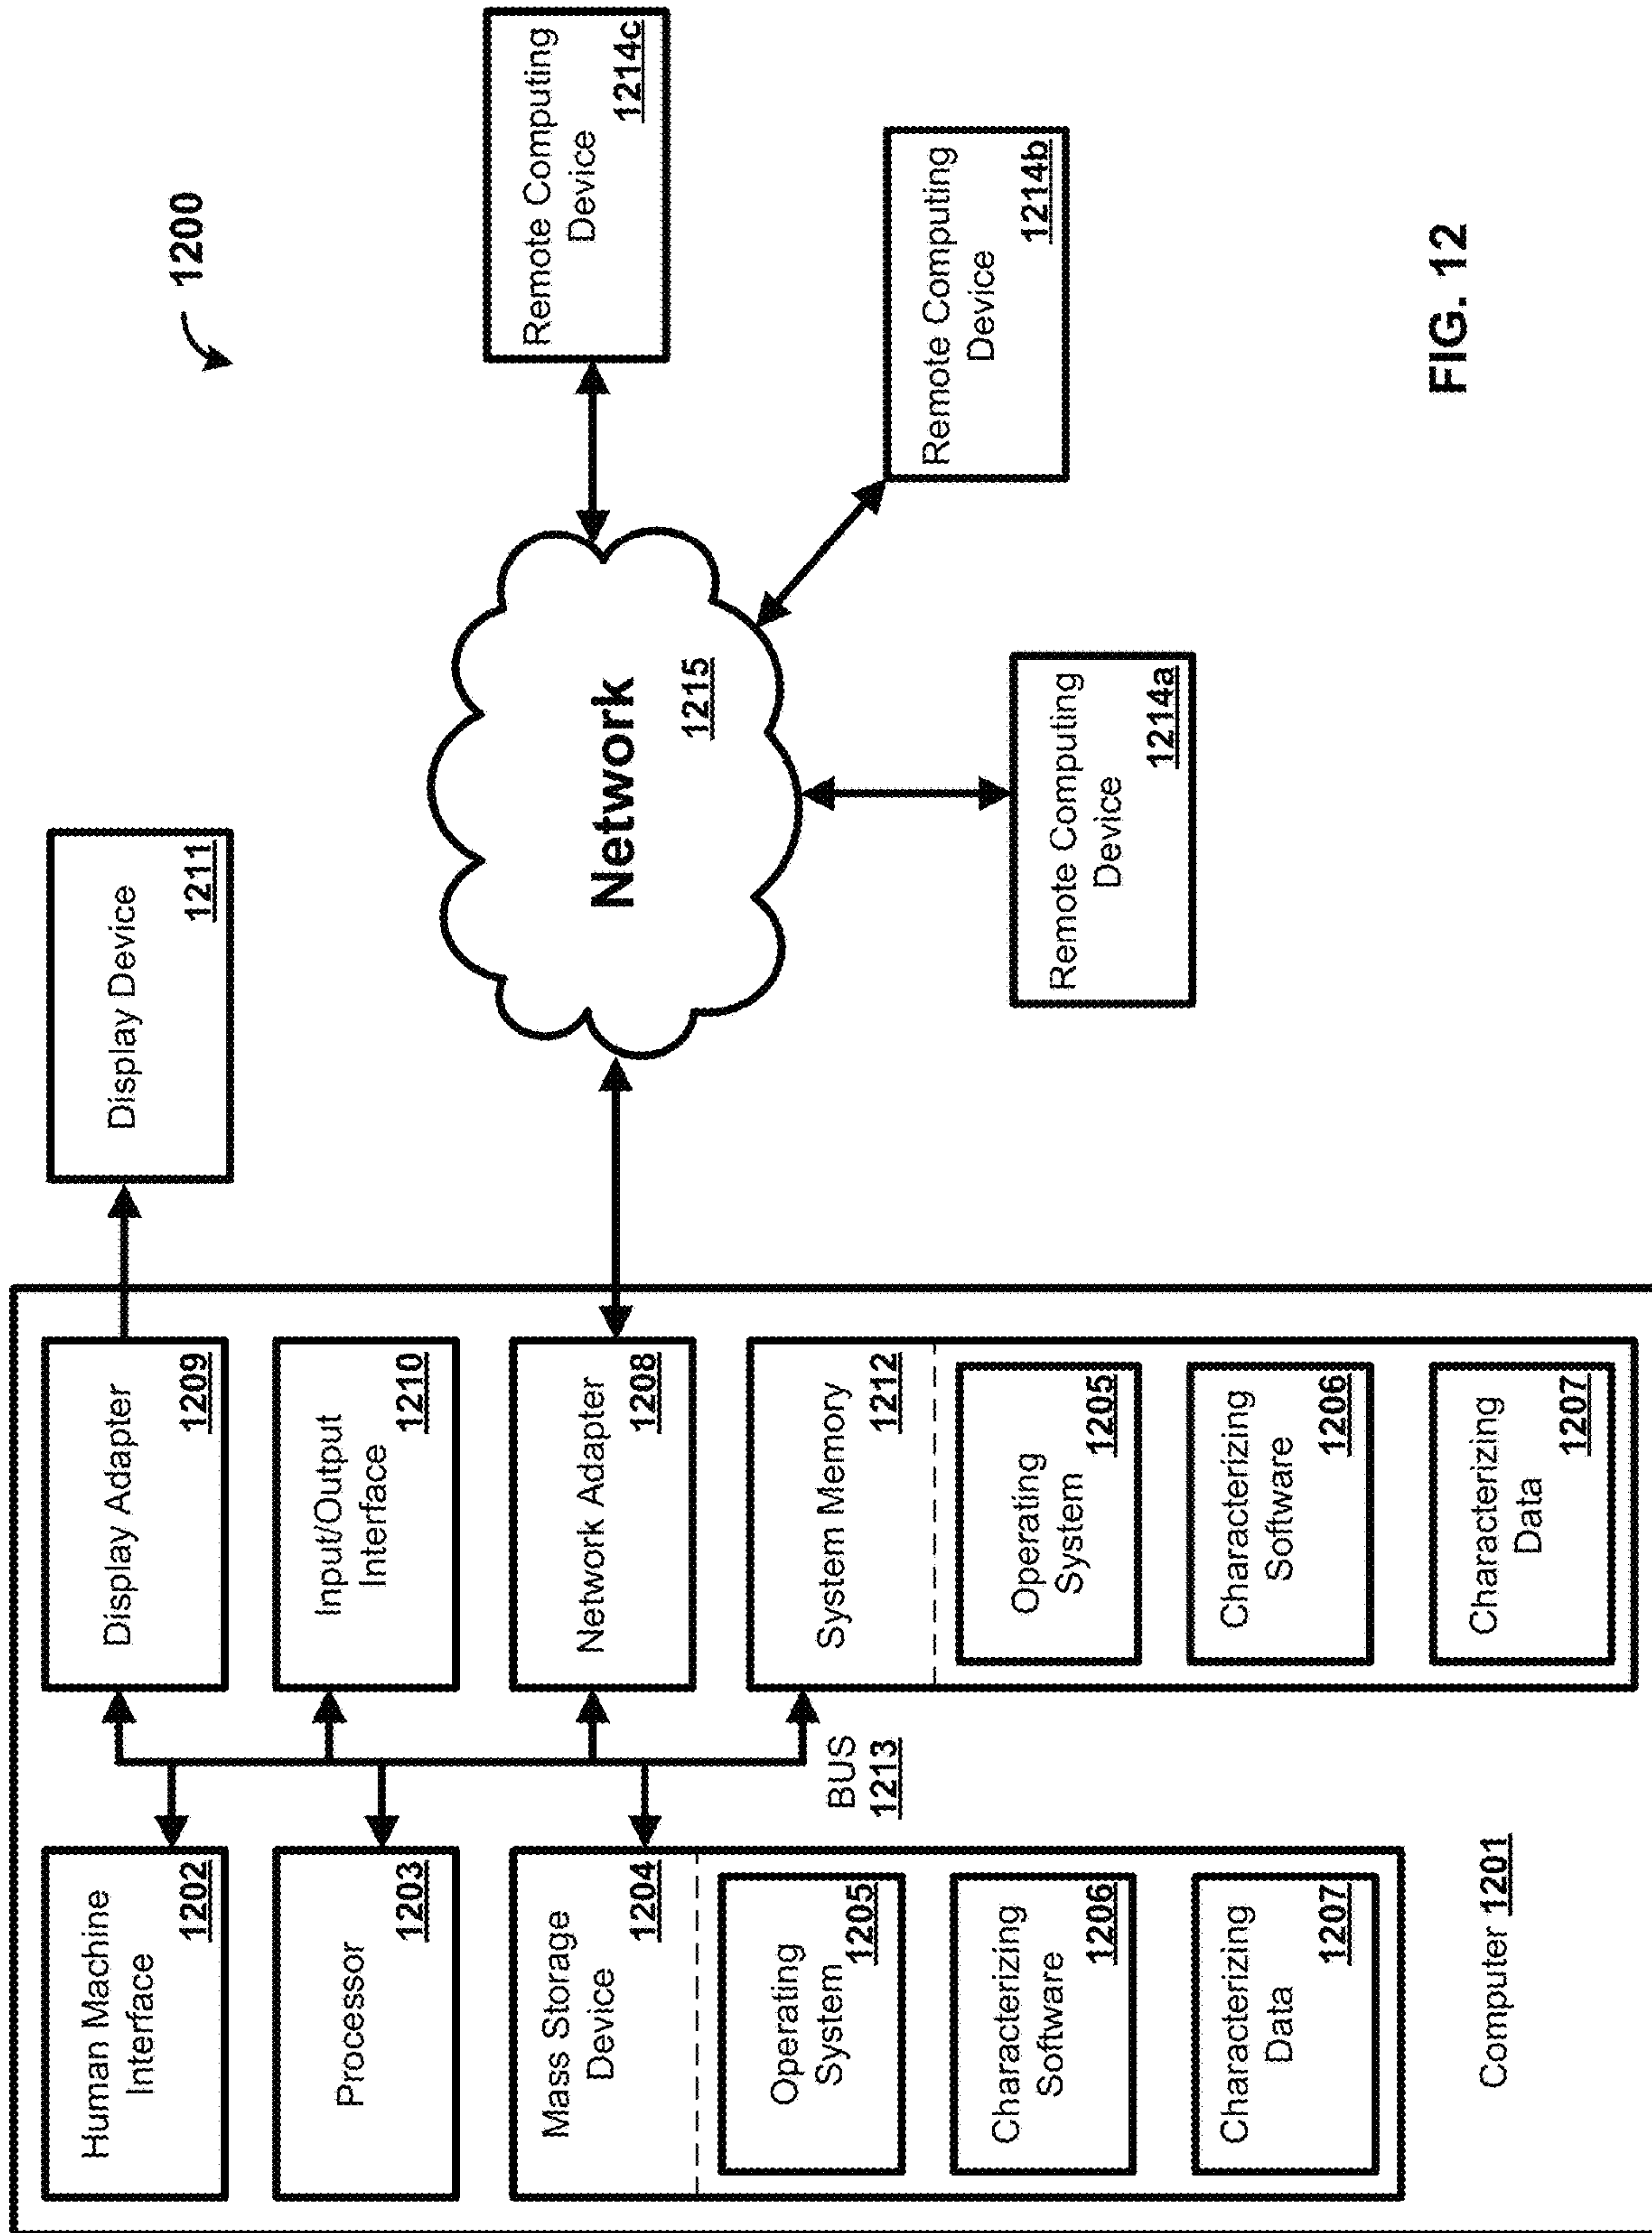 1200
Human Machine
Interface
1202
Processor
1203
Mass Storage
Device
1204
Operating
System
1205
Characterizing
Software
1206
Characterizing
Data
1207
BUS
1213
Computer 1201
Display Adapter
1209
Input/Output
Interface
1210
Network Adapter
1208
System Memory
1212
Operating
System
1205
Characterizing
Software
1206
Characterizing
Data
1207
Display Device
1211
Network
1215
Remote Computing
Device
1214a
Remote Computing
Device
1214b
Remote Computing
Device
1214c
FIG. 12